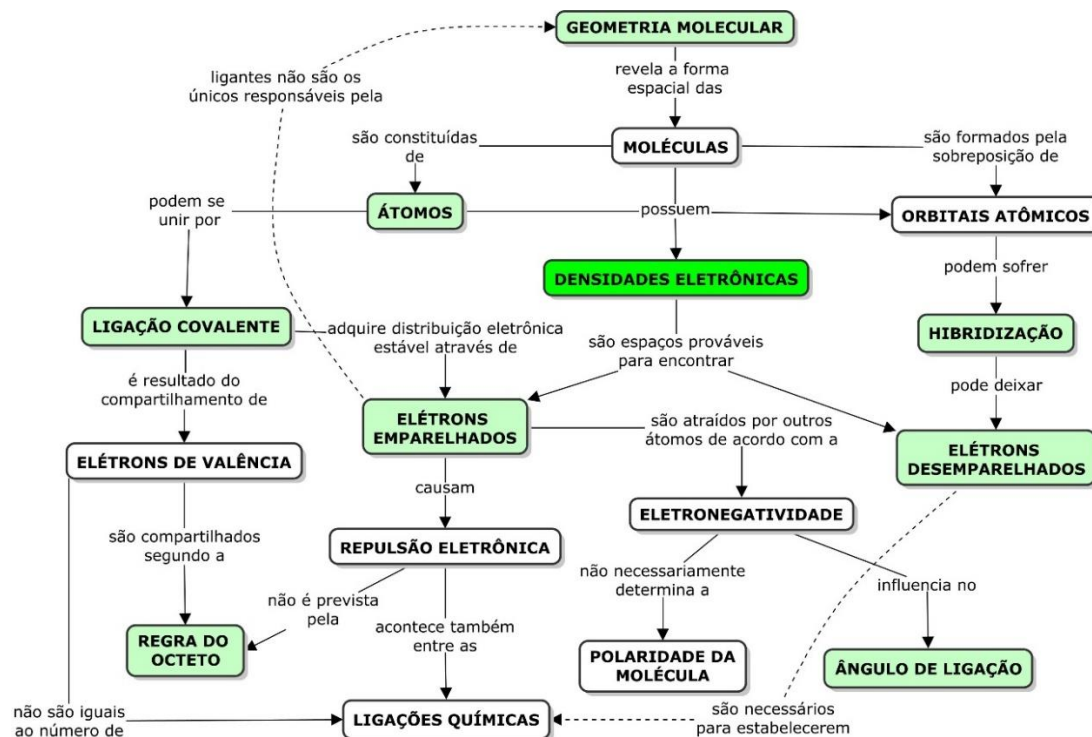 GEOMETRIA MOLECULAR
ligantes não são os
únicos responsáveis pela
revela a forma
espacial das
são constituídas
de
MOLÉCULAS
são formados pela
sobreposição de
podem se
unir por
ÁTOMOS
possuem
ORBITAIS ATÔMICOS
DENSIDADES ELETRÔNICAS
podem sofrer
LIGAÇÃO COVALENTE
adquire distribuição eletrônica
estável através de
são espaços prováveis
para encontrar
HIBRIDIZAÇÃO
é resultado do
compartilhamento de
pode deixar
ELÉTRONS
EMPARELHADOS
são atraídos por outros
átomos de acordo com a
ELÉTRONS
DESEMPARELHADOS
ELÉTRONS DE VALÊNCIA
causam
ELETRONEGATIVIDADE
são compartilhados
segundo a
REPULSÃO ELETRÔNICA
não necessariamente
determina a
influencia no
não é prevista
pela
acontece também
entre as
REGRA DO
OCTETO
POLARIDADE DA
MOLÉCULA
ÂNGULO DE LIGAÇÃO
não são iguais
ao número de
LIGAÇÕES QUÍMICAS
são necessários
para estabelecerem